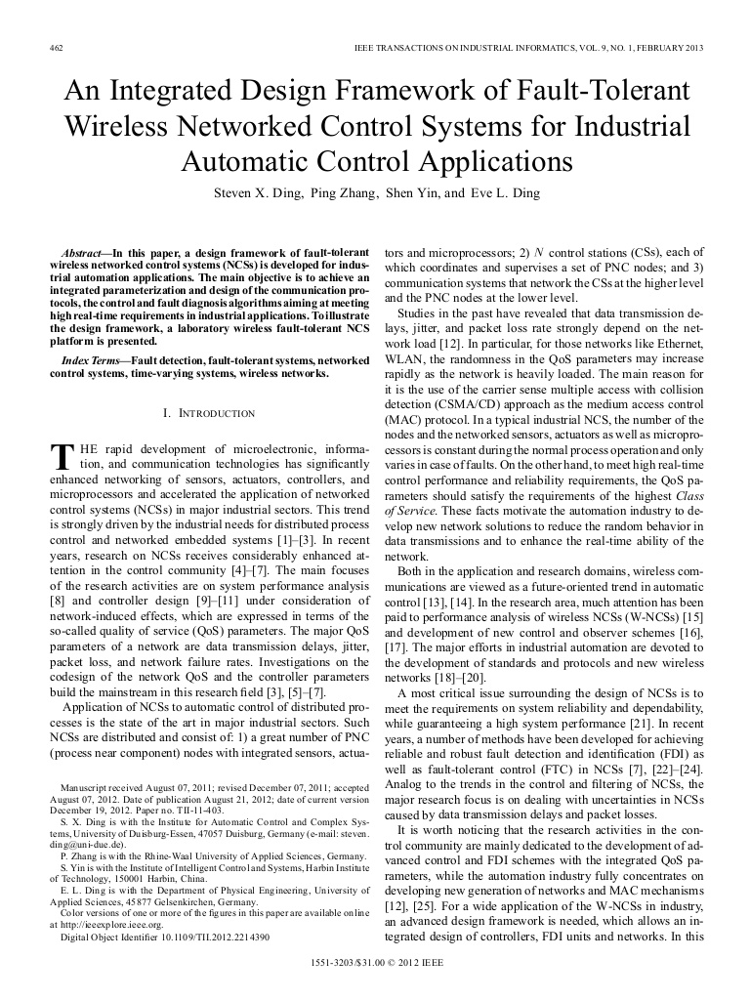 462
IEEE TRANSACTIONS ON INDUSTRIAL INFORMATICS, VOL. 9, NO. 1, FEBRUARY 2013
An Integrated Design Framework of Fault-Tolerant
Wireless Networked Control Systems for Industrial
Automatic Control Applications
Steven X. Ding, Ping Zhang, Shen Yin, and Eve L. Ding
Abstract—In this paper, a design framework of fault-tolerant
wireless networked control systems (NCSs) is developed for indus-
trial automation applications. The main objective is to achieve an
integrated parameterization and design of the communication pro-
tocols, the control and fault diagnosis algorithms aiming at meeting
high real-time requirements in industrial applications. To illustrate
the design framework, a laboratory wireless fault-tolerant NCS
platform is presented.
Index Terms—Fault detection, fault-tolerant systems, networked
control systems, time-varying systems, wireless networks.
I. INTRODUCTION
THE rapid development of microelectronic, informa-
tion, and communication technologies has significantly
enhanced networking of sensors, actuators, controllers, and
microprocessors and accelerated the application of networked
control systems (NCSs) in major industrial sectors. This trend
is strongly driven by the industrial needs for distributed process
control and networked embedded systems [1]–[3]. In recent
years, research on NCSs receives considerably enhanced at-
tention in the control community [4]–[7]. The main focuses
of the research activities are on system performance analysis
[8] and controller design [9]–[11] under consideration of
network-induced effects, which are expressed in terms of the
so-called quality of service (QoS) parameters. The major QoS
parameters of a network are data transmission delays, jitter,
packet loss, and network failure rates. Investigations on the
codesign of the network QoS and the controller parameters
build the mainstream in this research field [3], [5]–[7].
Application of NCSs to automatic control of distributed pro-
cesses is the state of the art in major industrial sectors. Such
NCSs are distributed and consist of: 1) a great number of PNC
(process near component) nodes with integrated sensors, actua-
Manuscript received August 07, 2011; revised December 07, 2011; accepted
August 07, 2012. Date of publication August 21, 2012; date of current version
December 19, 2012. Paper no. TII-11-403.
S. X. Ding is with the Institute for Automatic Control and Complex Sys-
tems, University of Duisburg-Essen, 47057 Duisburg, Germany (e-mail: steven.
ding@uni-due.de).
P. Zhang is with the Rhine-Waal University of Applied Sciences, Germany.
S. Yin is with the Institute of Intelligent Control and Systems, Harbin Institute
of Technology, 150001 Harbin, China.
E. L. Ding is with the Department of Physical Engineering, University of
Applied Sciences, 45877 Gelsenkirchen, Germany.
Color versions of one or more of the figures in this paper are available online
at http://ieeexplore.ieee.org.
Digital Object Identifier 10.1109/TII.2012.2214390
tors and microprocessors; 2) N control stations (CSs), each of
which coordinates and supervises a set of PNC nodes; and 3)
communication systems that network the CSs at the higher level
and the PNC nodes at the lower level.
Studies in the past have revealed that data transmission de-
lays, jitter, and packet loss rate strongly depend on the net-
work load [12]. In particular, for those networks like Ethernet,
WLAN, the randomness in the QoS parameters may increase
rapidly as the network is heavily loaded. The main reason for
it is the use of the carrier sense multiple access with collision
detection (CSMA/CD) approach as the medium access control
(MAC) protocol. In a typical industrial NCS, the number of the
nodes and the networked sensors, actuators as well as micropro-
cessors is constant during the normal process operation and only
varies in case of faults. On the other hand, to meet high real-time
control performance and reliability requirements, the QoS pa-
rameters should satisfy the requirements of the highest Class
of Service. These facts motivate the automation industry to de-
velop new network solutions to reduce the random behavior in
data transmissions and to enhance the real-time ability of the
network.
Both in the application and research domains, wireless com-
munications are viewed as a future-oriented trend in automatic
control [13], [14]. In the research area, much attention has been
paid to performance analysis of wireless NCSs (W-NCSs) [15]
and development of new control and observer schemes [16],
[17]. The major efforts in industrial automation are devoted to
the development of standards and protocols and new wireless
networks [18]–[20].
A most critical issue surrounding the design of NCSs is to
meet the requirements on system reliability and dependability,
while guaranteeing a high system performance [21]. In recent
years, a number of methods have been developed for achieving
reliable and robust fault detection and identification (FDI) as
well as fault-tolerant control (FTC) in NCSs [7], [22]–[24].
Analog to the trends in the control and filtering of NCSs, the
major research focus is on dealing with uncertainties in NCSs
caused by data transmission delays and packet losses.
It is worth noticing that the research activities in the con-
trol community are mainly dedicated to the development of ad-
vanced control and FDI schemes with the integrated QoS pa-
rameters, while the automation industry fully concentrates on
developing new generation of networks and MAC mechanisms
[12], [25]. For a wide application of the W-NCSs in industry,
an advanced design framework is needed, which allows an in-
tegrated design of controllers, FDI units and networks. In this
1551-3203/$31.00 © 2012 IEEE